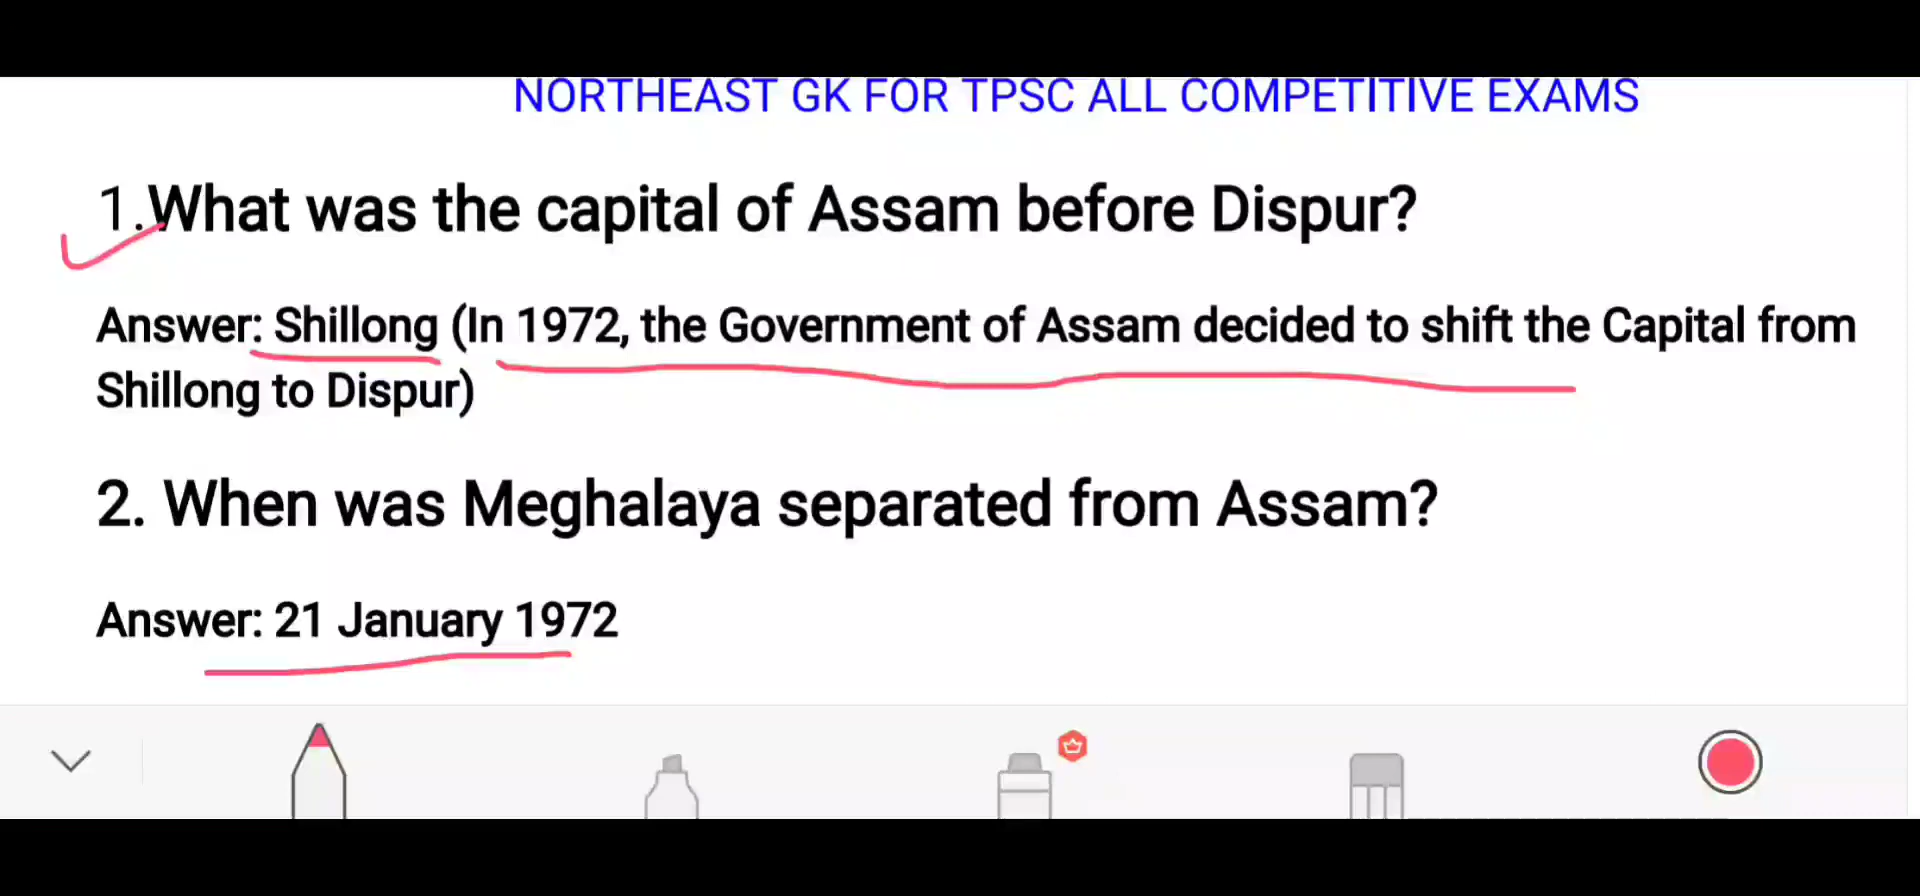 NORTHEAST GK FOR TPSC ALL COMPETITIVE EXAMS
1.What was the capital of Assam before Dispur?
Answer: Shillong (In 1972, the Government of Assam decided to shift the Capital from
Shillong to Dispur)
2. When was Meghalaya separated from Assam?
Answer: 21 January 1972